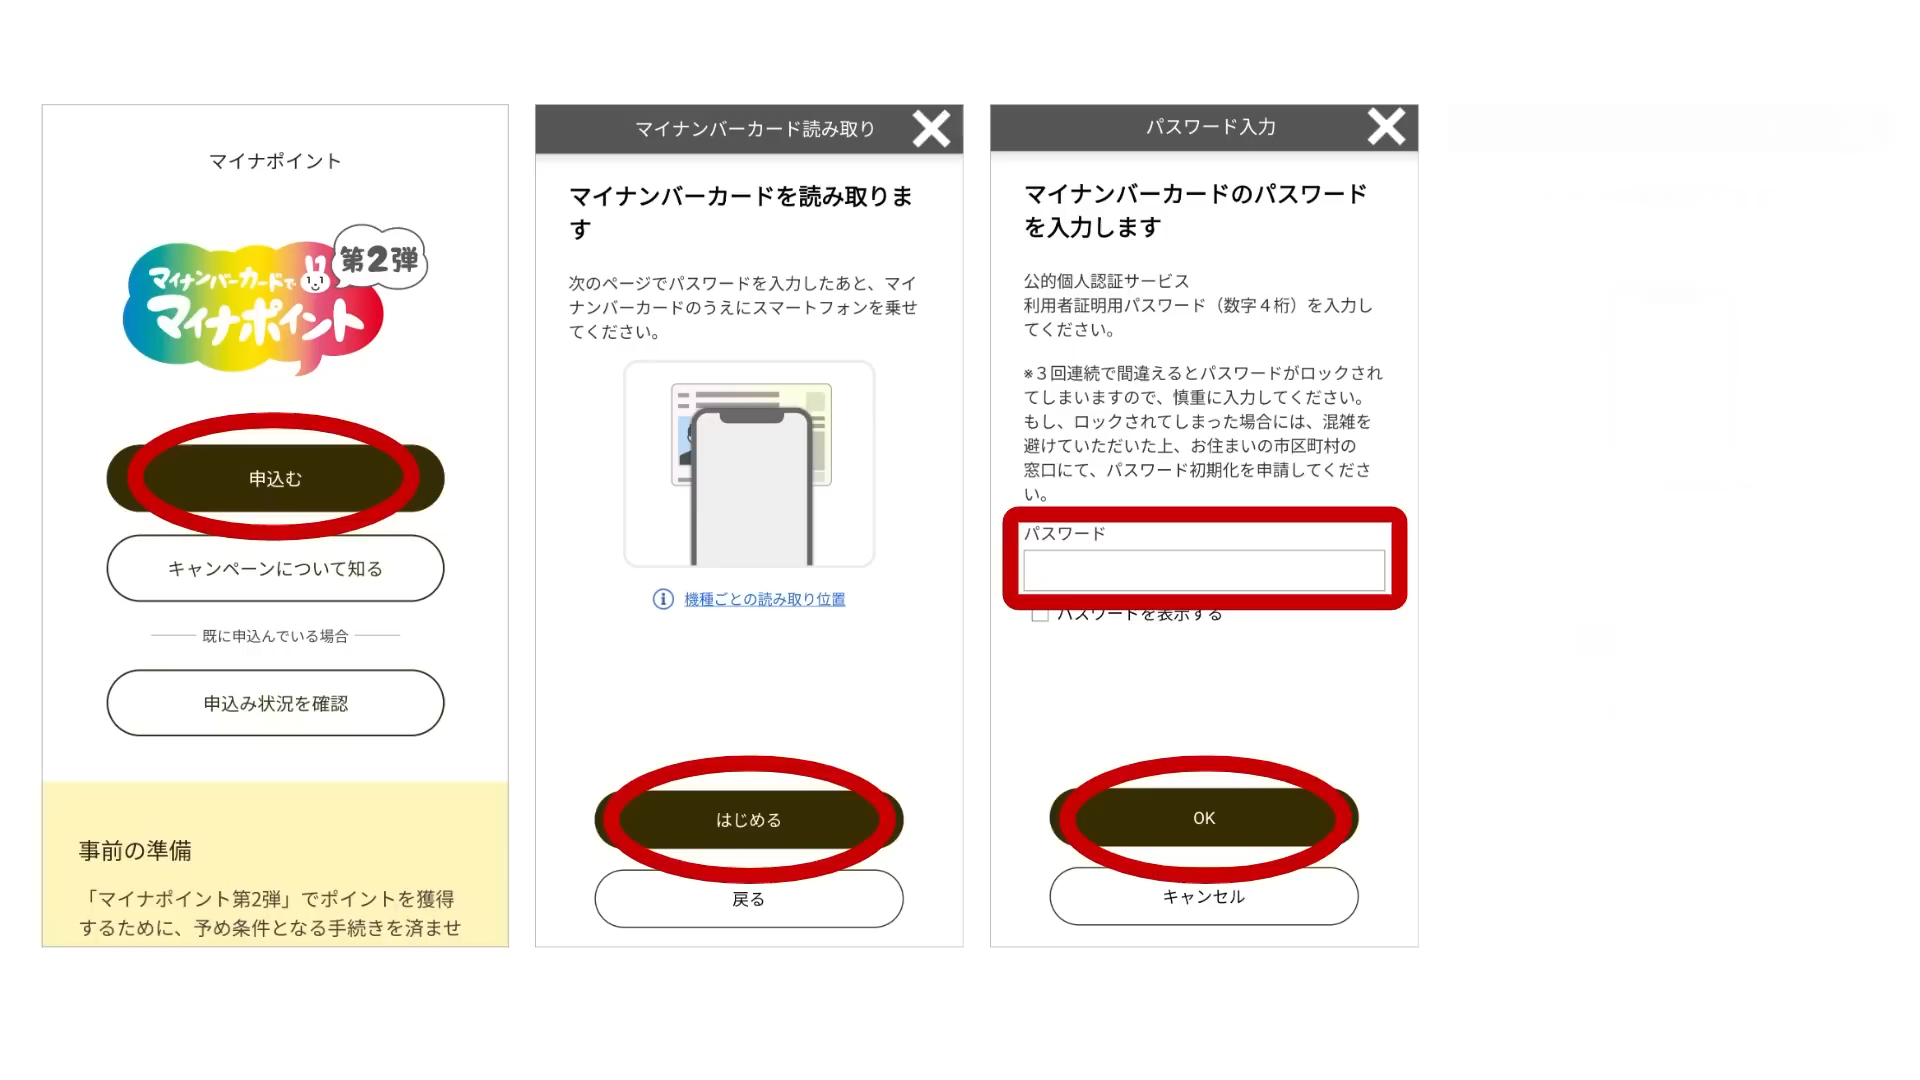 マイナポイント
第2弾
マイナンバーカードで
マイナポイント
申込む
キャンペーンについて知る
既に申込んでいる場合
申込み状況を確認
事前の準備
「マイナポイント第2弾」でポイントを獲得
するために、予め条件となる手続きを済ませ
マイナンバーカード読み取り
マイナンバーカードを読み取りま
す
次のページでパスワードを入力したあと、マイ
ナンバーカードのうえにスマートフォンを乗せ
てください。
機種ごとの読み取り位置
はじめる
戻る
パスワード入力
マイナンバーカードのパスワード
を入力します
公的個人認証サービス
利用者証明用パスワード（数字４桁）を入力し
てください。
※３回連続で間違えるとパスワードがロックされ
てしまいますので、慎重に入力してください。
もし、ロックされてしまった場合には、混雑を
避けていただいた上、お住まいの市区町村の
窓口にて、パスワード初期化を申請してくださ
い。
パスワード
パスワードを表示する
OK
キャンセル